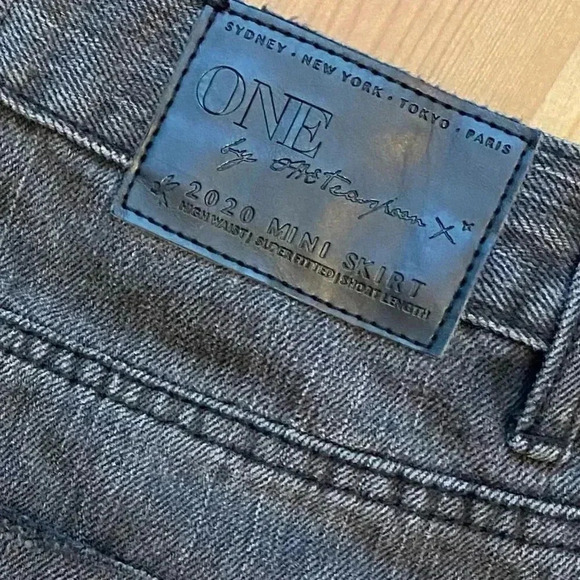 SYDNEY · NEW YORK · TOKYO · PARIS
ONE
by oneteaspoon X
2020 MINI SKIRT
HIGH WAIST | SUPER FITTED | SHORT LENGTH